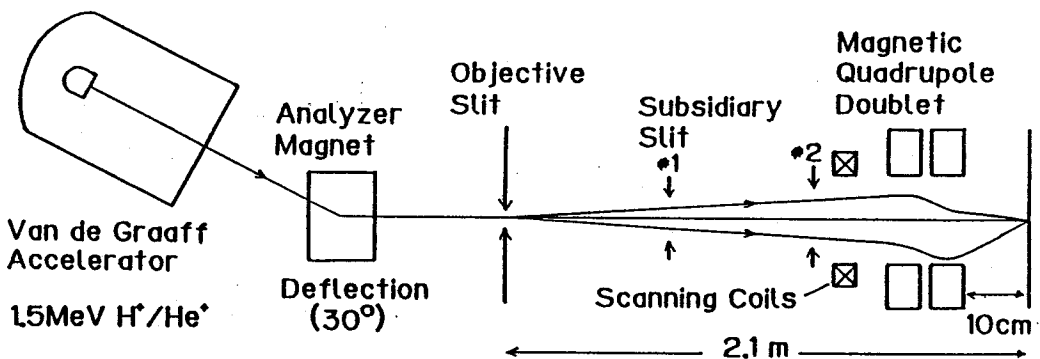 Van de Graaff
Accelerator
1.5MeV H⁺/He⁺
Analyzer
Magnet
Deflection
(30°)
Objective
Slit
Subsidiary
Slit
#1
#2
Magnetic
Quadrupole
Doublet
Scanning Coils
10cm
2.1 m